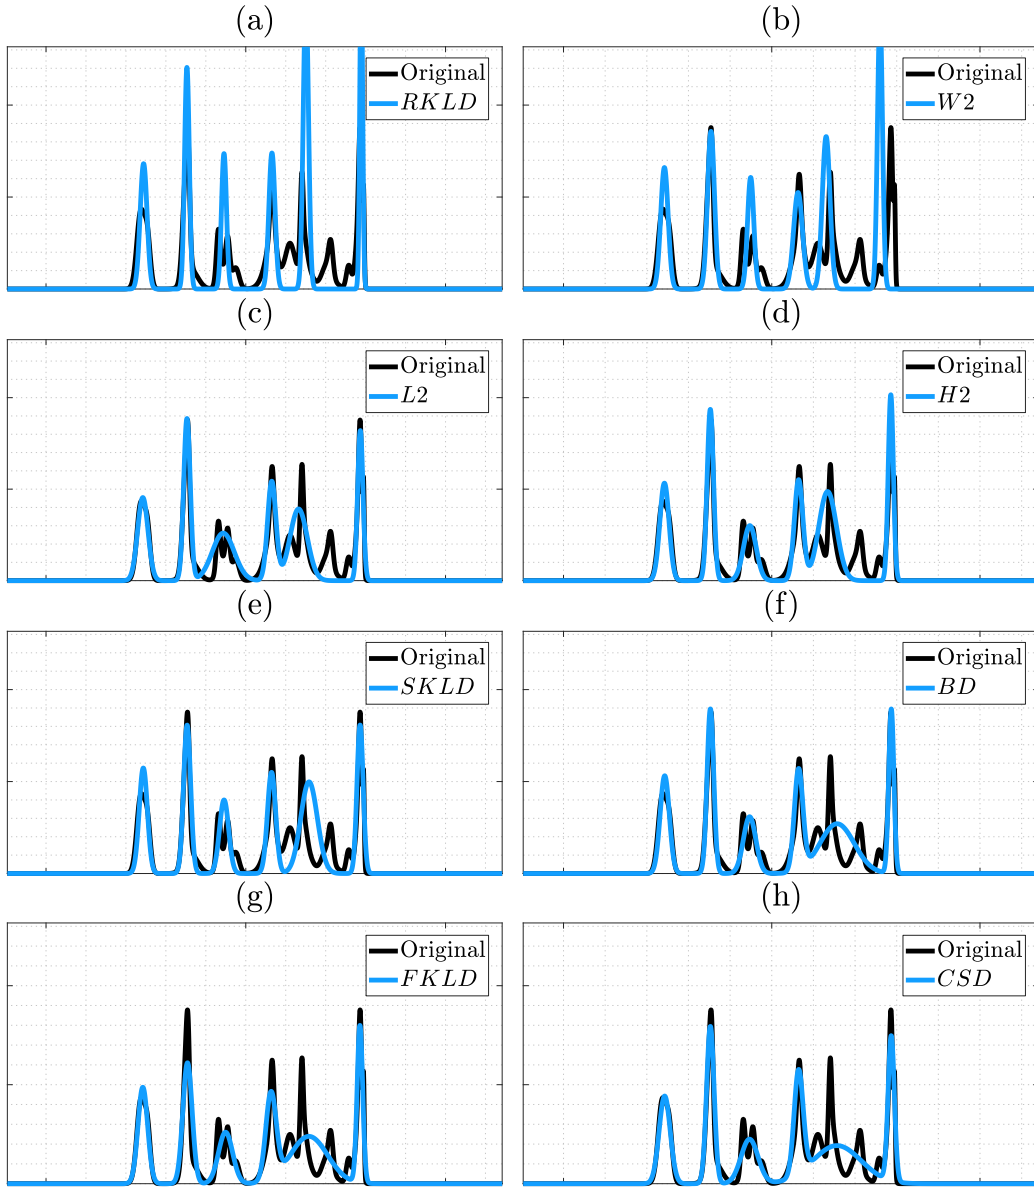 (a)
Original
RKLD
(b)
Original
W2
(c)
Original
L2
(d)
Original
H2
(e)
Original
SKLD
(f)
Original
BD
(g)
Original
FKLD
(h)
Original
CSD